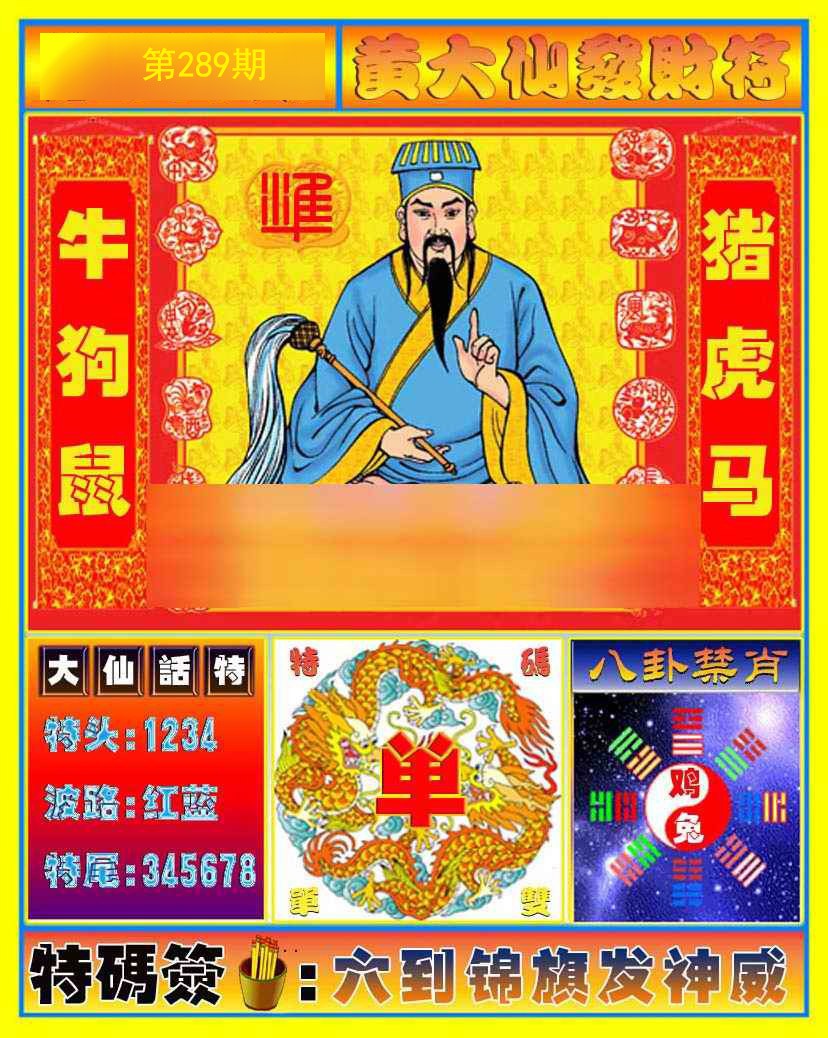 第289期
黄大仙發財符
牛狗鼠
猪虎马
大仙話特
特头:1234
波路:红蓝
特尾:345678
特 碼
单
單 雙
八卦禁肖
鸡
兔
特碼簽:六到锦旗发神威